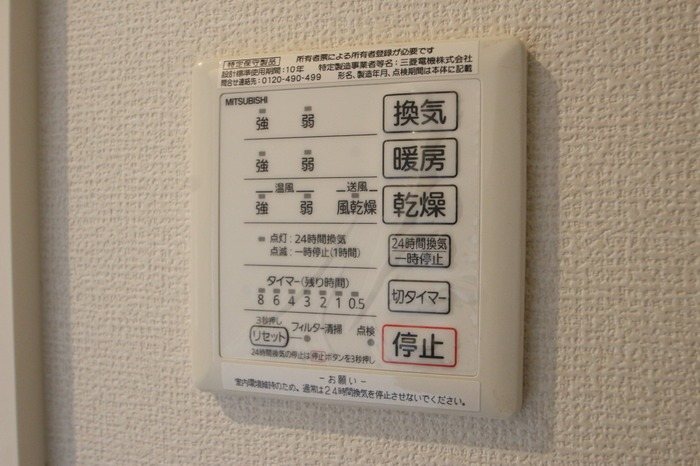 特定保守製品 所有者票による所有者登録が必要です
設計標準使用期間：10年 特定製造事業者等名：三菱電機株式会社
問合せ連絡先：0120-490-499 形名、製造年月、点検期間は本体に記載
MITSUBISHI
強 弱 換気
強 弱 暖房
温風 送風
強 弱 風乾燥 乾燥
点灯：24時間換気 24時間換気
点滅：一時停止(1時間) 一時停止
タイマー(残り時間)
8 6 4 3 2 1 0.5 切タイマー
3秒押し
リセット フィルター清掃 点検 停止
24時間換気の停止は停止ボタンを3秒押し
－お願い－
室内環境維持のため、通常は24時間換気を停止させないでください。